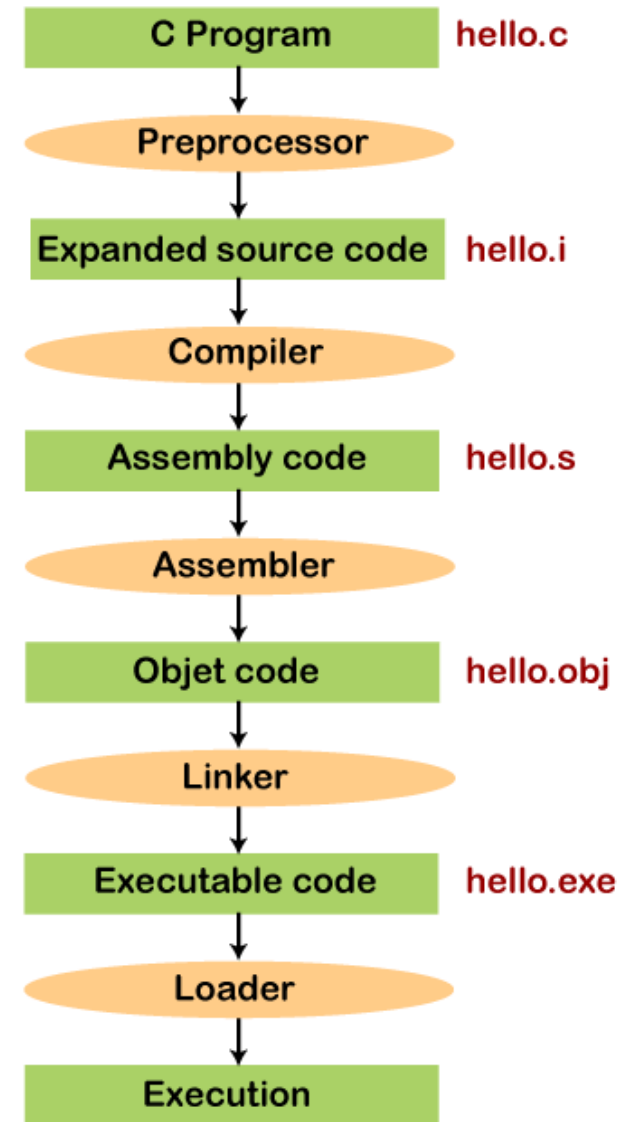 C Program hello.c
Preprocessor
Expanded source code hello.i
Compiler
Assembly code hello.s
Assembler
Objet code hello.obj
Linker
Executable code hello.exe
Loader
Execution